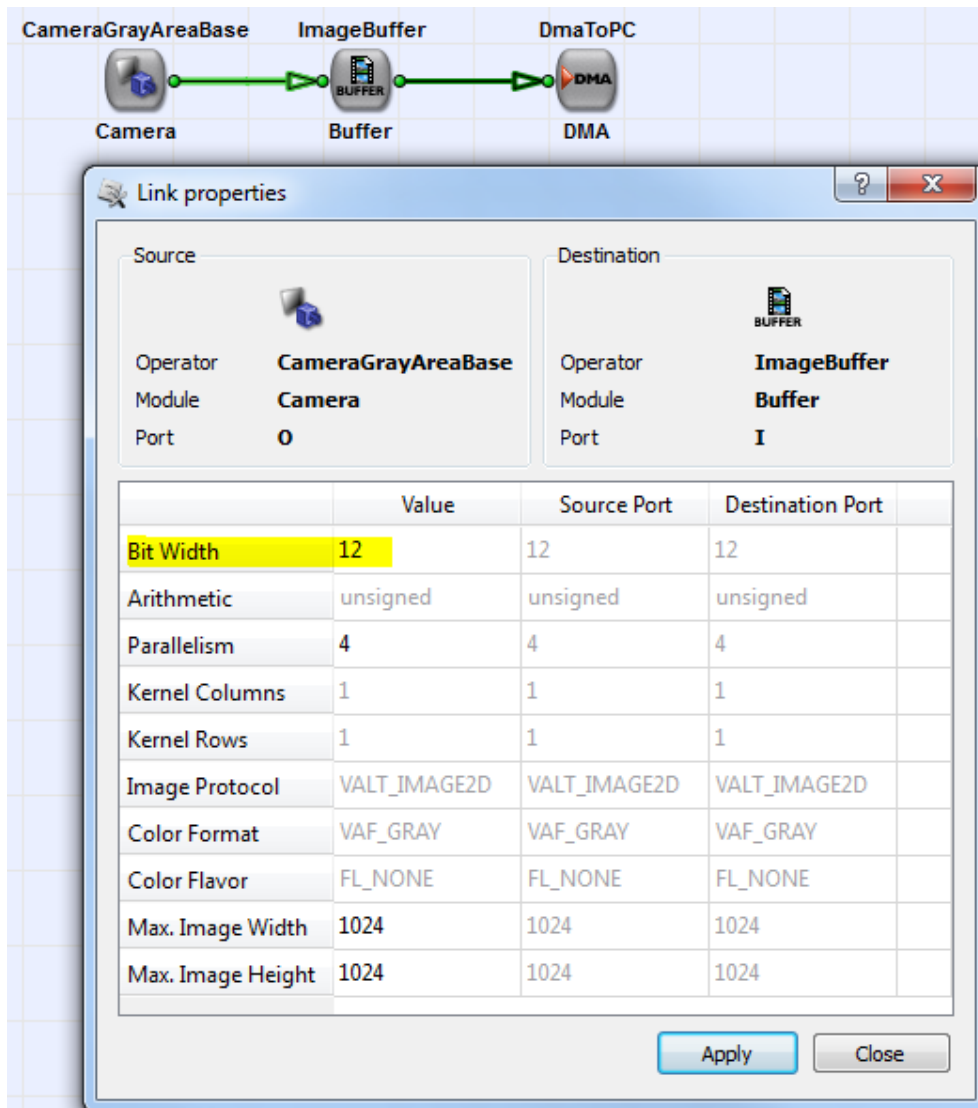 CameraGrayAreaBase ImageBuffer DmaToPC
BUFFER DMA
Camera Buffer DMA
Link properties ?
Source Destination
BUFFER
Operator CameraGrayAreaBase Operator ImageBuffer
Module Camera Module Buffer
Port O Port I
Value Source Port Destination Port
Bit Width 12 12 12
Arithmetic unsigned unsigned unsigned
Parallelism 4 4 4
Kernel Columns 1 1 1
Kernel Rows 1 1 1
Image Protocol VALT_IMAGE2D VALT_IMAGE2D VALT_IMAGE2D
Color Format VAF_GRAY VAF_GRAY VAF_GRAY
Color Flavor FL_NONE FL_NONE FL_NONE
Max. Image Width 1024 1024 1024
Max. Image Height 1024 1024 1024
Apply Close